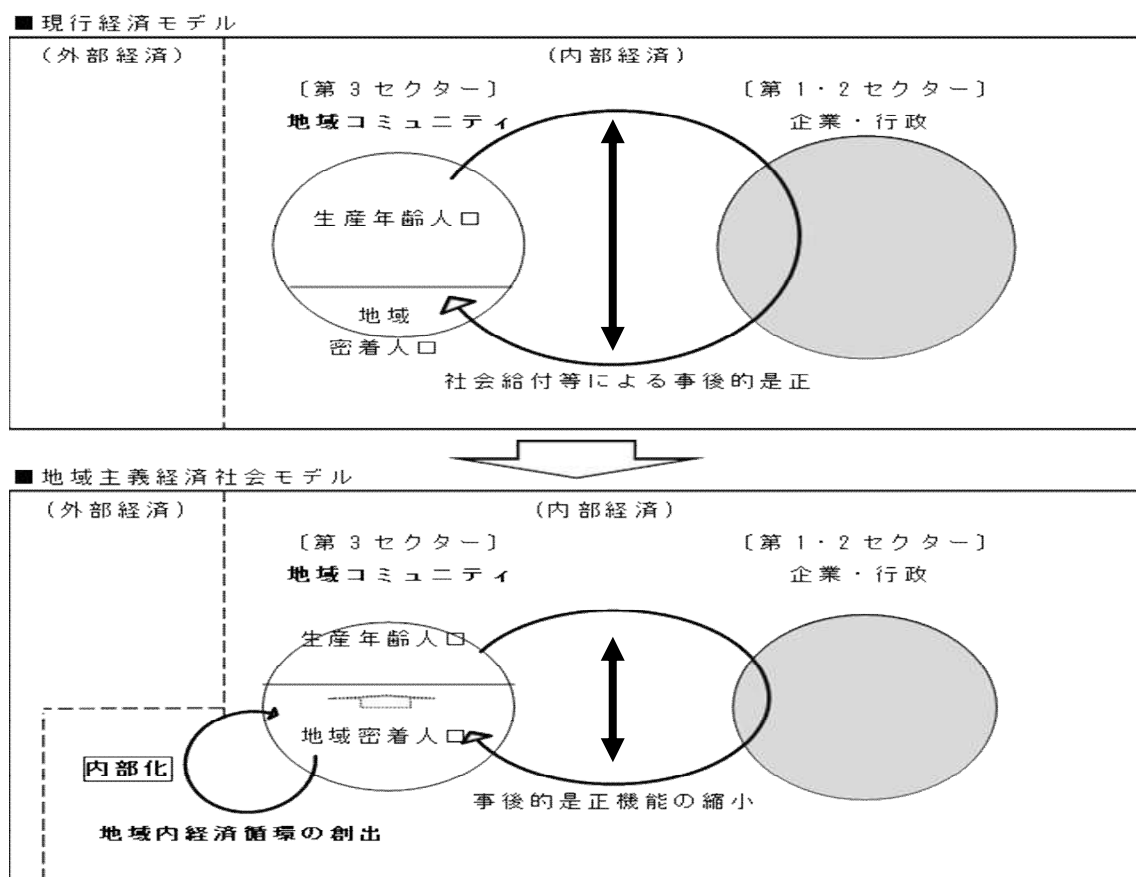 ■現行経済モデル
(外部経済)
(内部経済)
〔第3セクター〕
地域コミュニティ
〔第1・2セクター〕
企業・行政
生産年齢人口
地域
密着人口
社会給付等による事後的是正
■地域主義経済社会モデル
(外部経済)
(内部経済)
〔第3セクター〕
地域コミュニティ
〔第1・2セクター〕
企業・行政
生産年齢人口
地域密着人口
内部化
事後的是正機能の縮小
地域内経済循環の創出